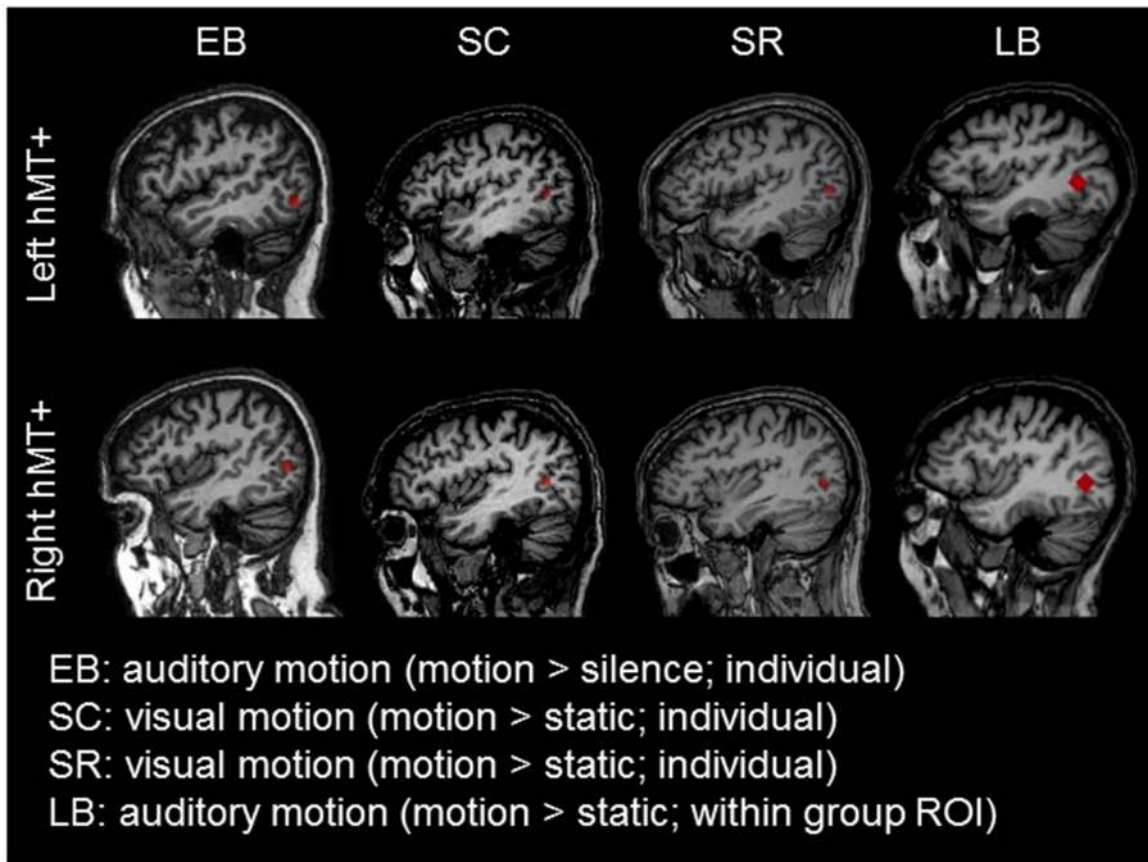 EB SC SR LB
Left hMT+
Right hMT+
EB: auditory motion (motion > silence; individual)
SC: visual motion (motion > static; individual)
SR: visual motion (motion > static; individual)
LB: auditory motion (motion > static; within group ROI)